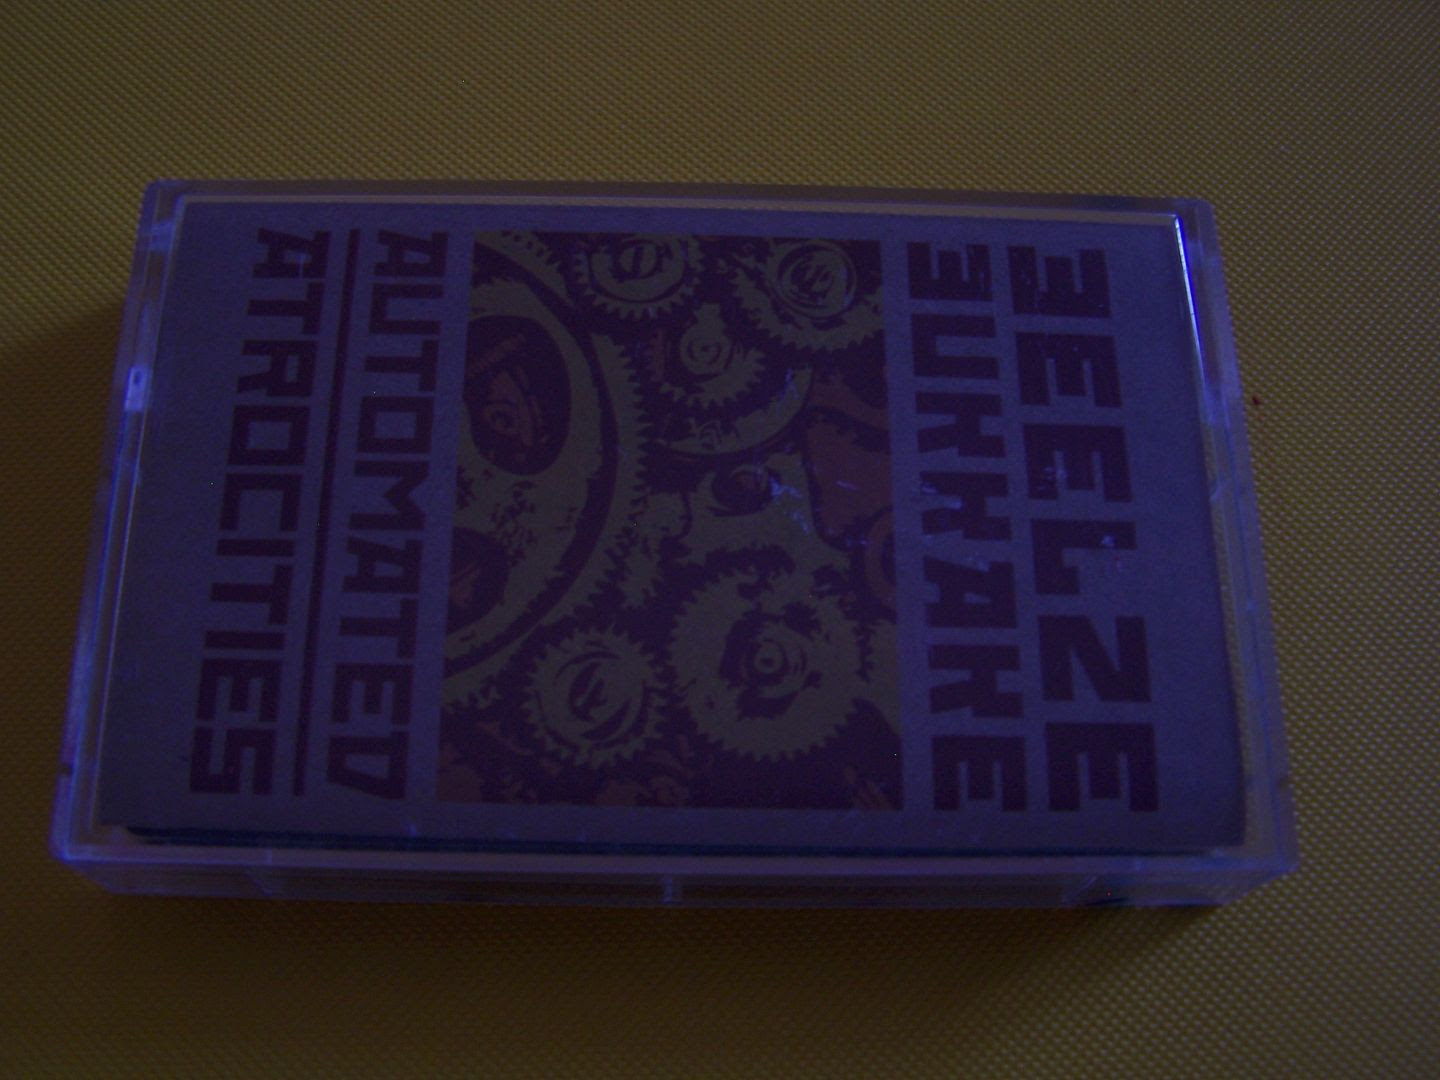 BEELZE
BUKKAKE
AUTOMATED
ATROCITIES